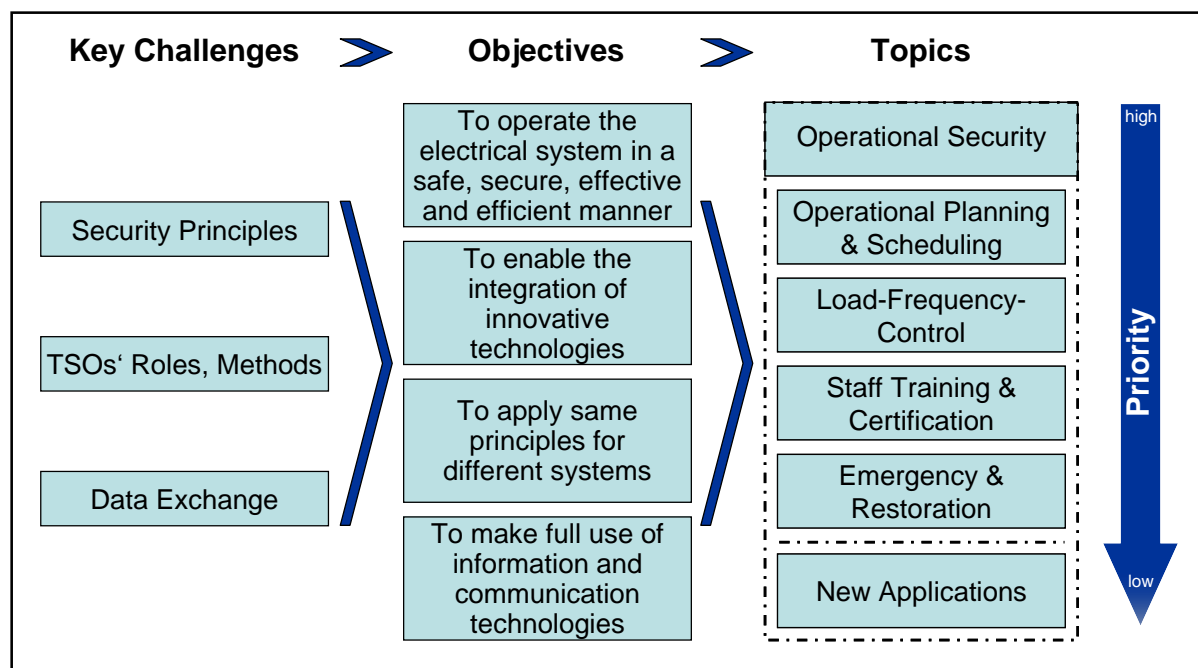 Key Challenges
Objectives
Topics
Security Principles
TSOs‘ Roles, Methods
Data Exchange
To operate the
electrical system in a
safe, secure, effective
and efficient manner
To enable the
integration of
innovative
technologies
To apply same
principles for
different systems
To make full use of
information and
communication
technologies
Operational Security
Operational Planning
& Scheduling
Load-Frequency-
Control
Staff Training &
Certification
Emergency &
Restoration
New Applications
high
Priority
low